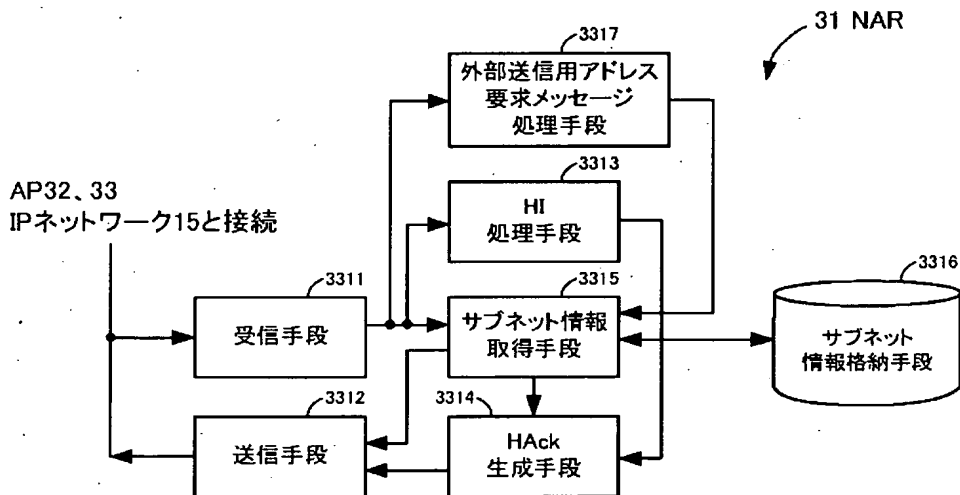 31 NAR
3317
外部送信用アドレス
要求メッセージ
処理手段
3313
HI
処理手段
AP32、33
IPネットワーク15と接続
3311
受信手段
3315
サブネット情報
取得手段
3316
サブネット
情報格納手段
3312
送信手段
3314
HAck
生成手段